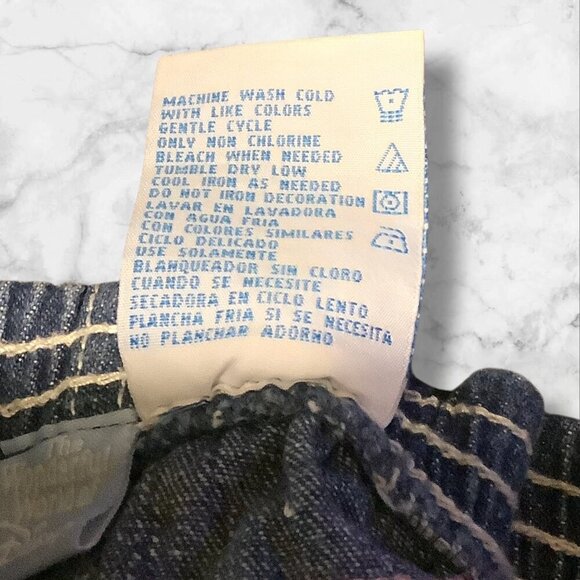 MACHINE WASH COLD
WITH LIKE COLORS
GENTLE CYCLE
ONLY NON CHLORINE
BLEACH WHEN NEEDED
TUMBLE DRY LOW
COOL IRON AS NEEDED
DO NOT IRON DECORATION
LAVAR EN LAVADORA
CON AGUA FRIA
CON COLORES SIMILARES
CICLO DELICADO
USE SOLAMENTE
BLANQUEADOR SIN CLORO
CUANDO SE NECESITE
SECADORA EN CICLO LENTO
PLANCHA FRIA SI SE NECESITA
NO PLANCHAR ADORNO